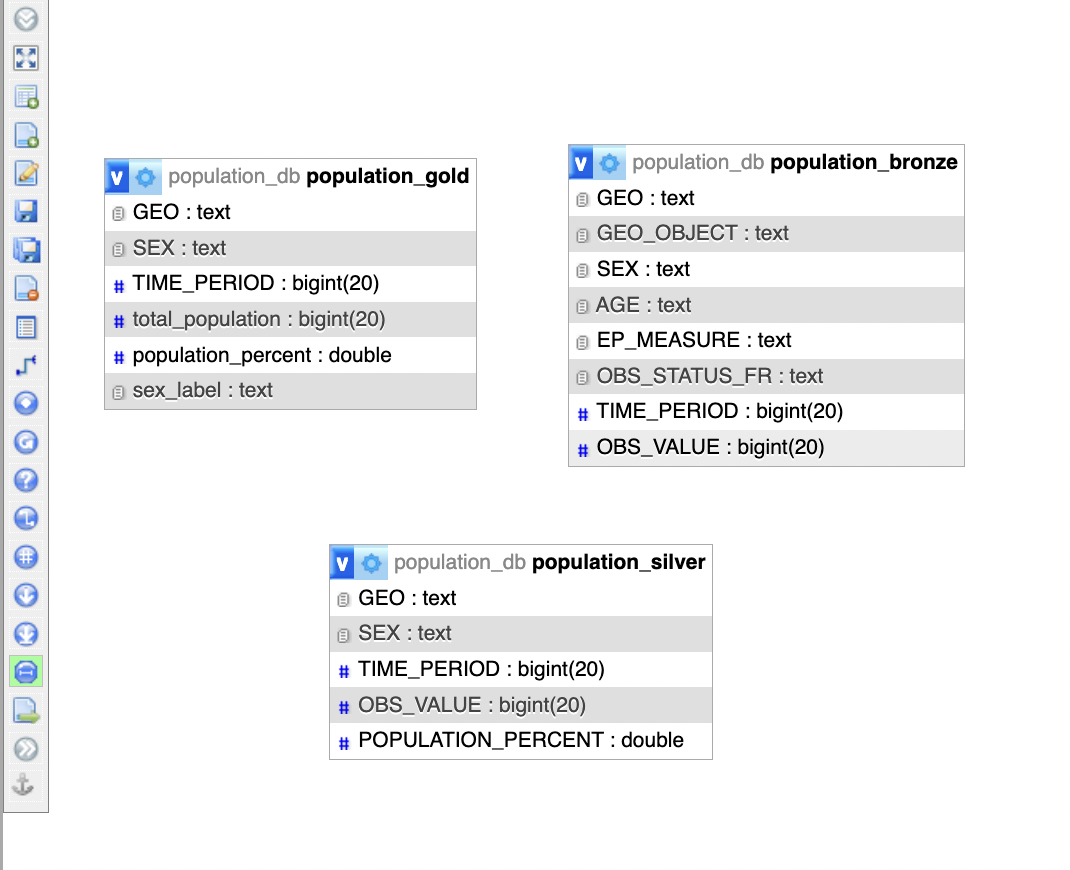 v population_db population_gold
GEO : text
SEX : text
# TIME_PERIOD : bigint(20)
# total_population : bigint(20)
# population_percent : double
sex_label : text
v population_db population_bronze
GEO : text
GEO_OBJECT : text
SEX : text
AGE : text
EP_MEASURE : text
OBS_STATUS_FR : text
# TIME_PERIOD : bigint(20)
# OBS_VALUE : bigint(20)
v population_db population_silver
GEO : text
SEX : text
# TIME_PERIOD : bigint(20)
# OBS_VALUE : bigint(20)
# POPULATION_PERCENT : double